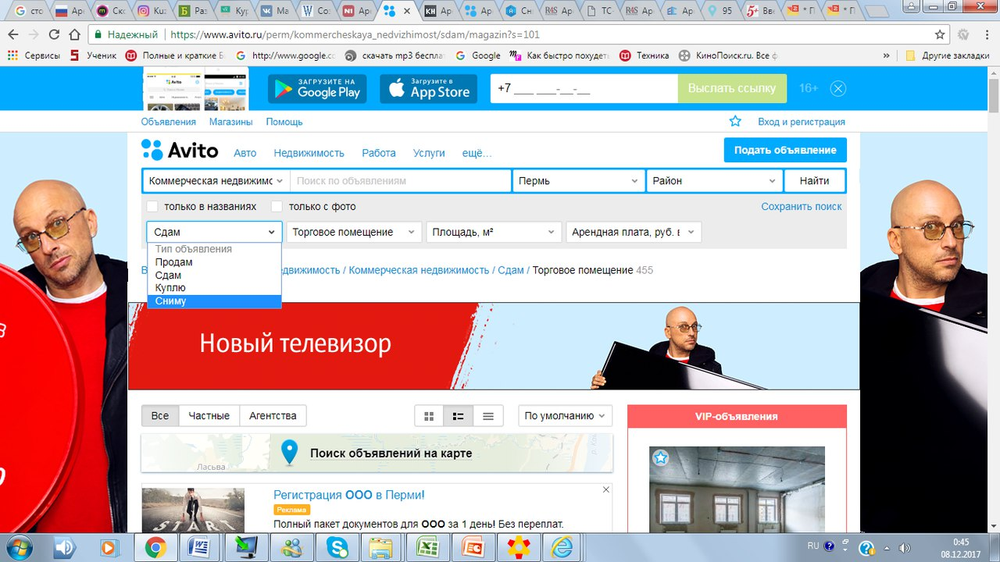 сто
Ар
Ск
Ku
Ра
Кур
Ма
Со
Ар
Ар
Ар
Сн
Ар
Ар
Ар
95
Вве
* П
* П
Надежный https://www.avito.ru/perm/kommercheskaya_nedvizhimost/sdam/magazin?s=101
Сервисы Ученик Полные и краткие http://www.google.co скачать mp3 беспла Google Как быстро похудеть Техника КиноПоиск.ru. Все ф » Другие закладки
Avito ЗАГРУЗИТЕ НА Google Play Загрузите в App Store +7 ___ ___-__-__ Выслать ссылку 16+
Объявления Магазины Помощь Вход и регистрация
Avito Авто Недвижимость Работа Услуги ещё... Подать объявление
Коммерческая недвижимос Поиск по объявлениям Пермь Район Найти
только в названиях только с фото Сохранить поиск
Сдам Торговое помещение Площадь, м² Арендная плата, руб. в
Тип объявления
Продам
Сдам
Куплю
Сниму
В едвижимость / Коммерческая недвижимость / Сдам / Торговое помещение 455
Новый телевизор
Все Частные Агентства По умолчанию VIP-объявления
Поиск объявлений на карте
Ласьва
START
Регистрация ООО в Перми!
Реклама
Полный пакет документов для ООО за 1 день! Без переплат.
RU 0:45
08.12.2017